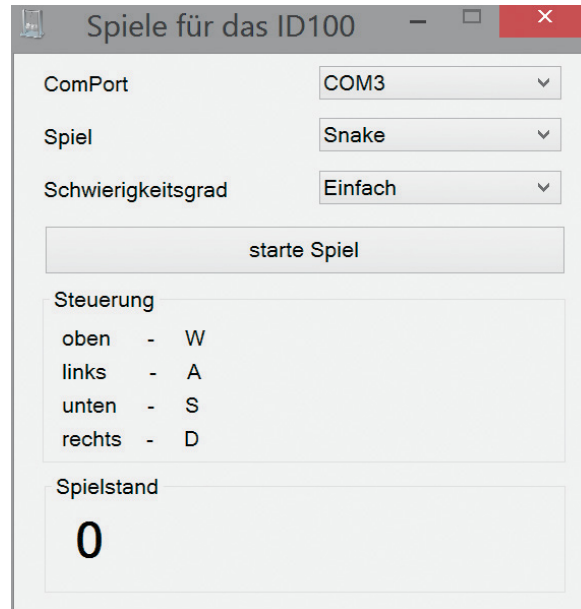 Spiele für das ID100
ComPort COM3
Spiel Snake
Schwierigkeitsgrad Einfach
starte Spiel
Steuerung
oben - W
links - A
unten - S
rechts - D
Spielstand
0